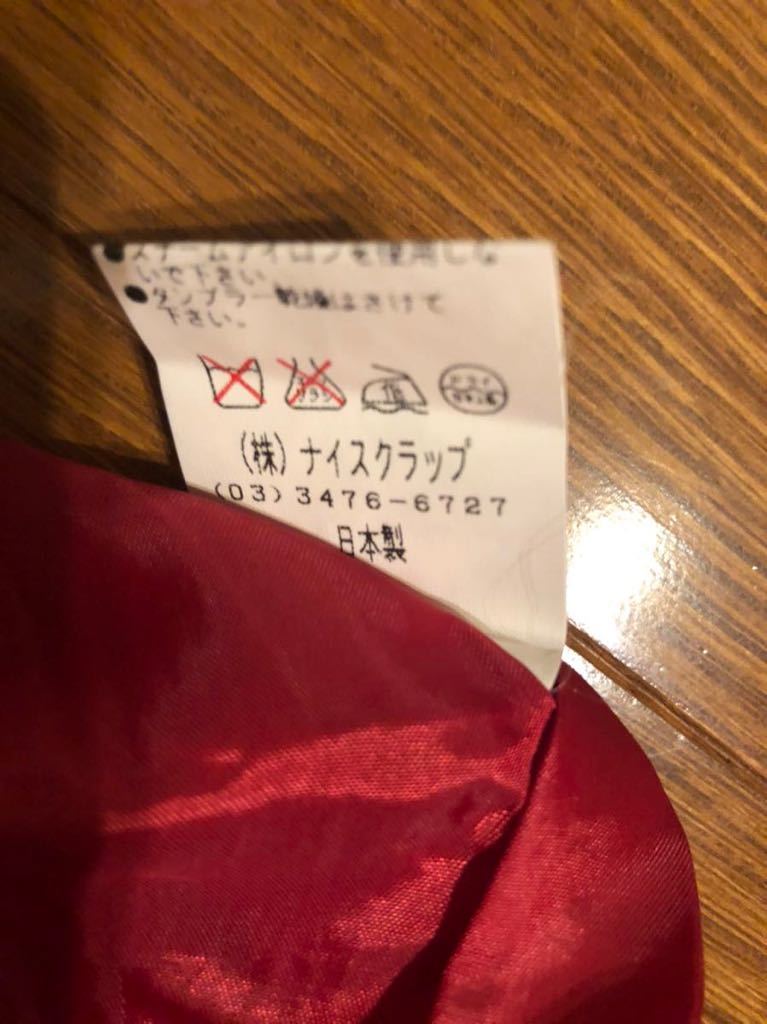 ●スチームアイロンを使用しな
いで下さい
●タンブラー乾燥はさけて
下さい。
(株)ナイスクラップ
(03)3476-6727
日本製